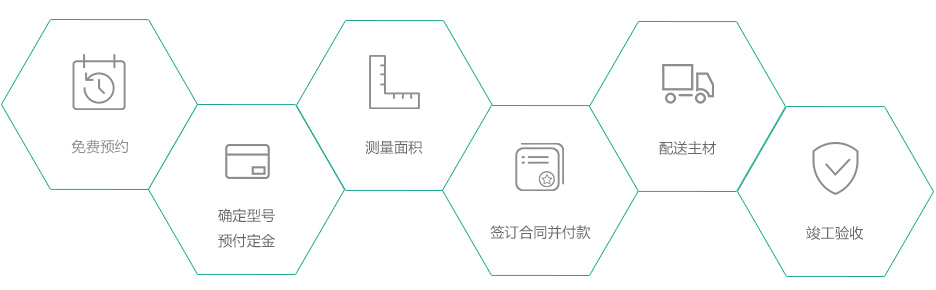 免费预约
确定型号
预付定金
测量面积
签订合同并付款
配送主材
竣工验收